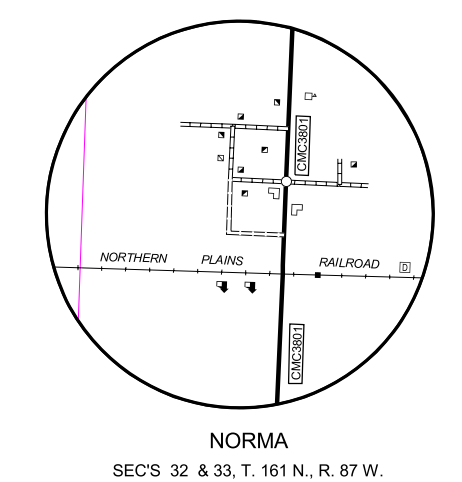 CMC3801
NORTHERN PLAINS RAILROAD
D
CMC3801
NORMA
SEC'S 32 & 33, T. 161 N., R. 87 W.